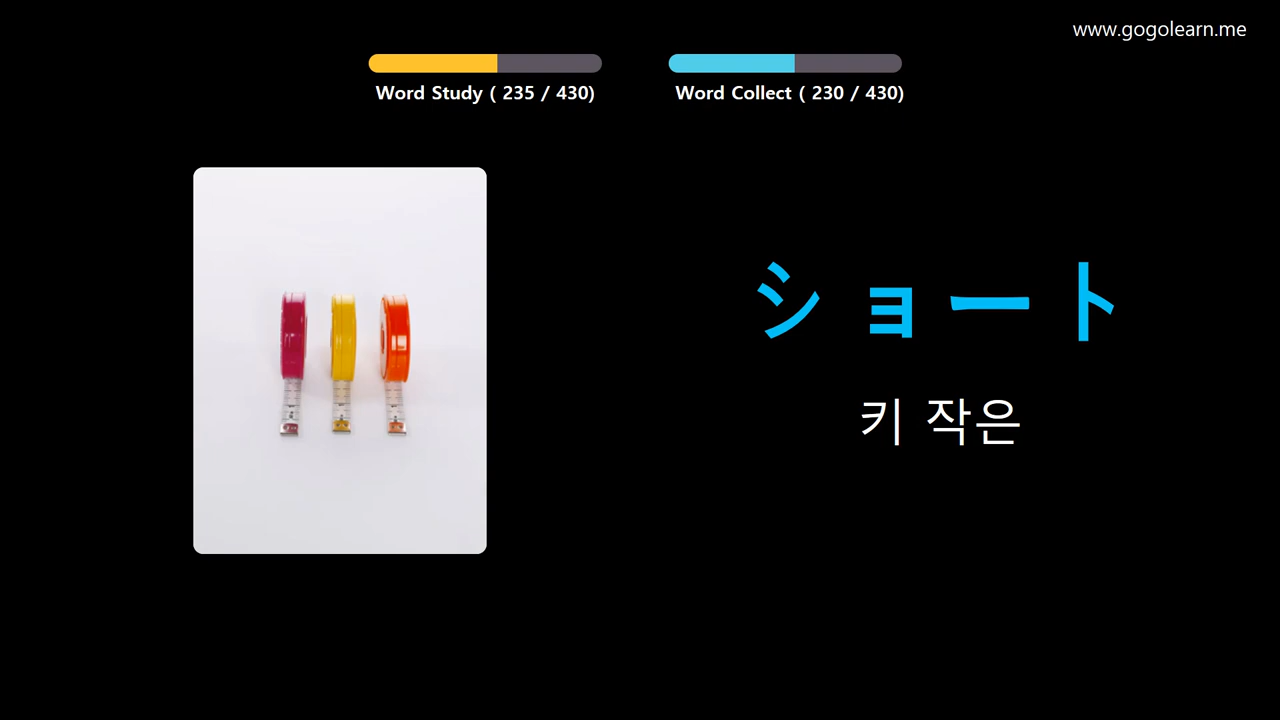 www.gogolearn.me
Word Study ( 235 / 430)
Word Collect ( 230 / 430)
ショート
키 작은